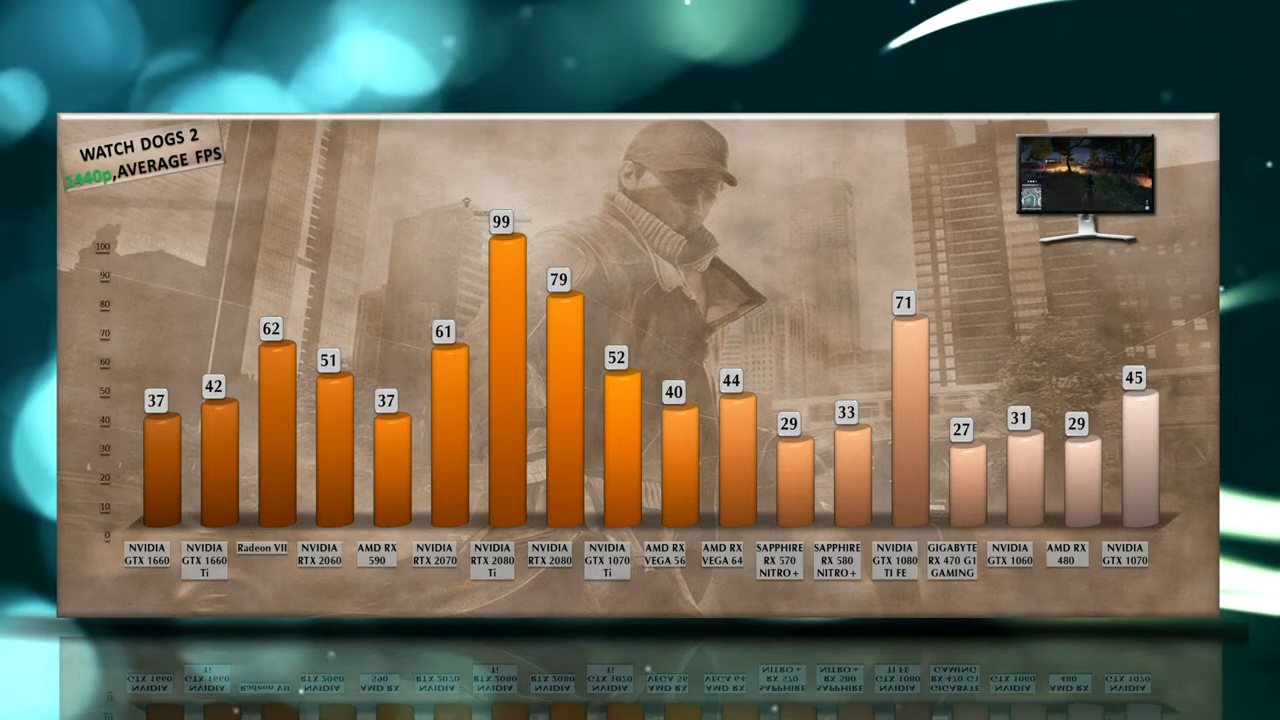 WATCH DOGS 2
1440p,AVERAGE FPS
100
90
80
70
60
50
40
30
20
10
0
37
42
62
51
37
61
99
79
52
40
44
29
33
71
27
31
29
45
NVIDIA
GTX 1660
NVIDIA
GTX 1660
Ti
Radeon VII
NVIDIA
RTX 2060
AMD RX
590
NVIDIA
RTX 2070
NVIDIA
RTX 2080
Ti
NVIDIA
RTX 2080
NVIDIA
GTX 1070
Ti
AMD RX
VEGA 56
AMD RX
VEGA 64
SAPPHIRE
RX 570
NITRO+
SAPPHIRE
RX 580
NITRO+
NVIDIA
GTX 1080
TI FE
GIGABYTE
RX 470 G1
GAMING
NVIDIA
GTX 1060
AMD RX
480
NVIDIA
GTX 1070